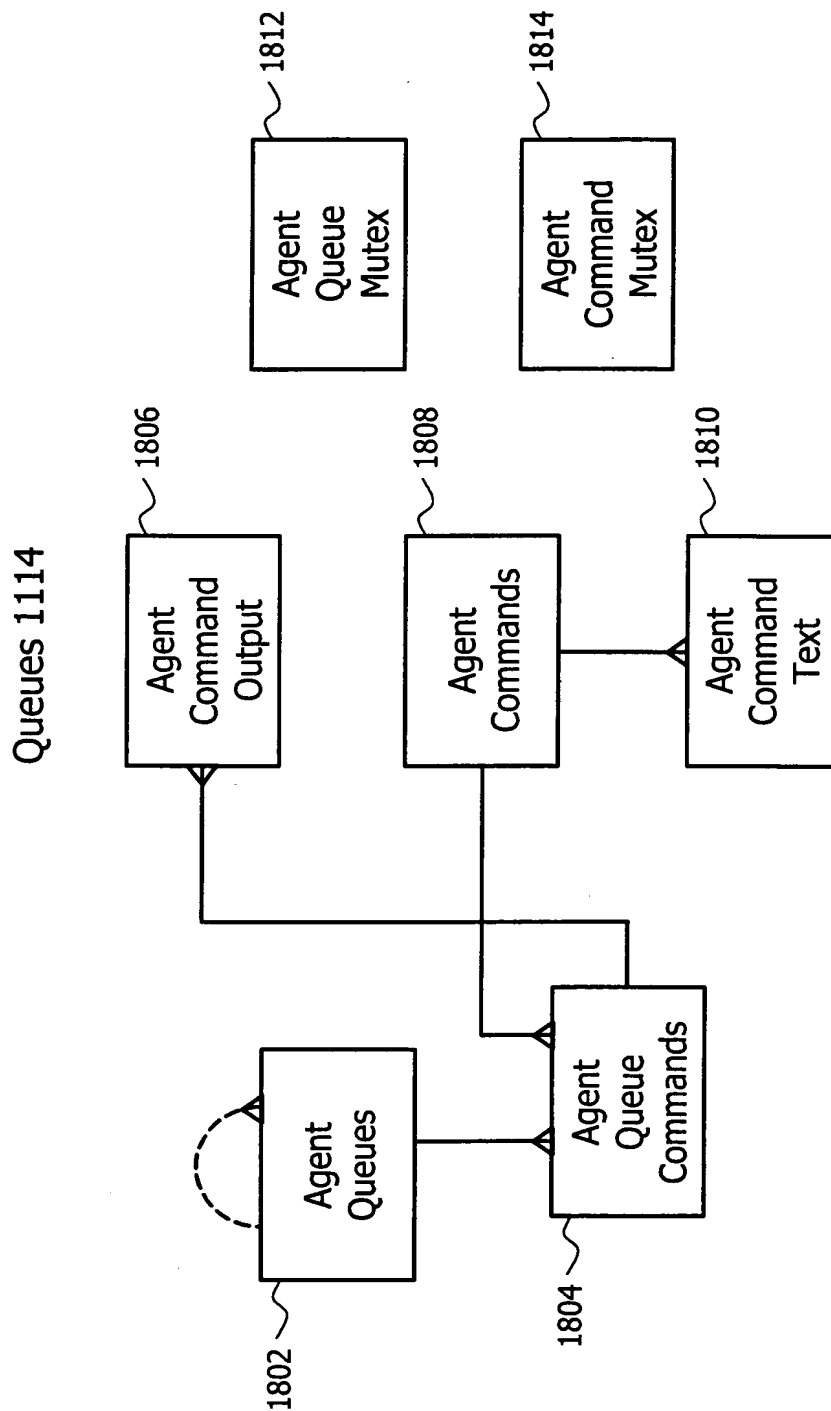 Queues 1114
Agent
Queues
1802
Agent
Queue
Commands
1804
Agent
Command
Output
1806
Agent
Commands
1808
Agent
Command
Text
1810
Agent
Queue
Mutex
1812
Agent
Command
Mutex
1814